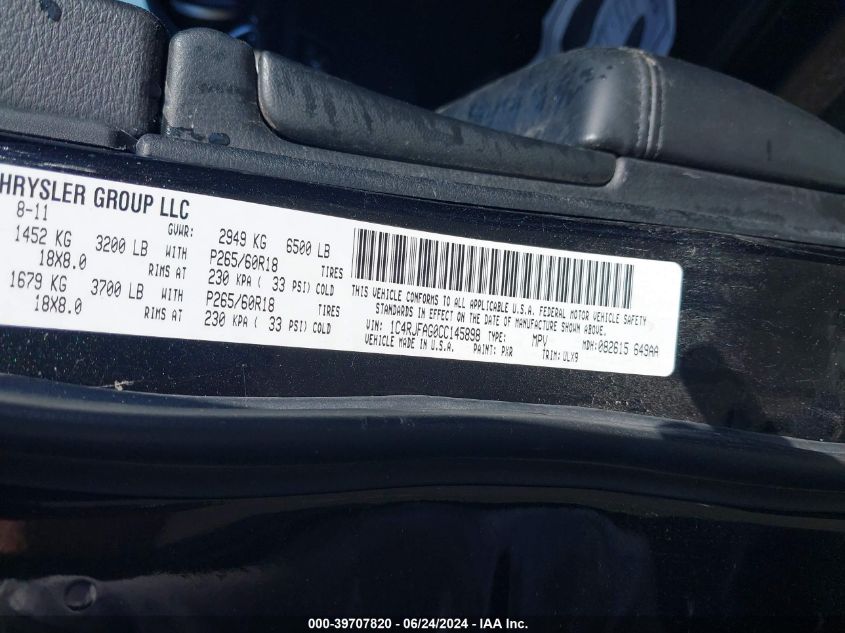 HRYSLER GROUP LLC
8-11 GVWR: 2949 KG 6500 LB
1452 KG 3200 LB WITH P265/60R18 TIRES
18X8.0 RIMS AT 230 KPA ( 33 PSI) COLD
1679 KG 3700 LB WITH P265/60R18 TIRES
18X8.0 RIMS AT 230 KPA ( 33 PSI) COLD
THIS VEHICLE CONFORMS TO ALL APPLICABLE U.S.A. FEDERAL MOTOR VEHICLE SAFETY
STANDARDS IN EFFECT ON THE DATE OF MANUFACTURE SHOWN ABOVE.
VIN: 1C4RJFAG0CC145898 TYPE: MPV MDH:082615 649AA
VEHICLE MADE IN U.S.A. PAINT: PXR TRIM: ULX9
000-39707820 - 06/24/2024 - IAA Inc.